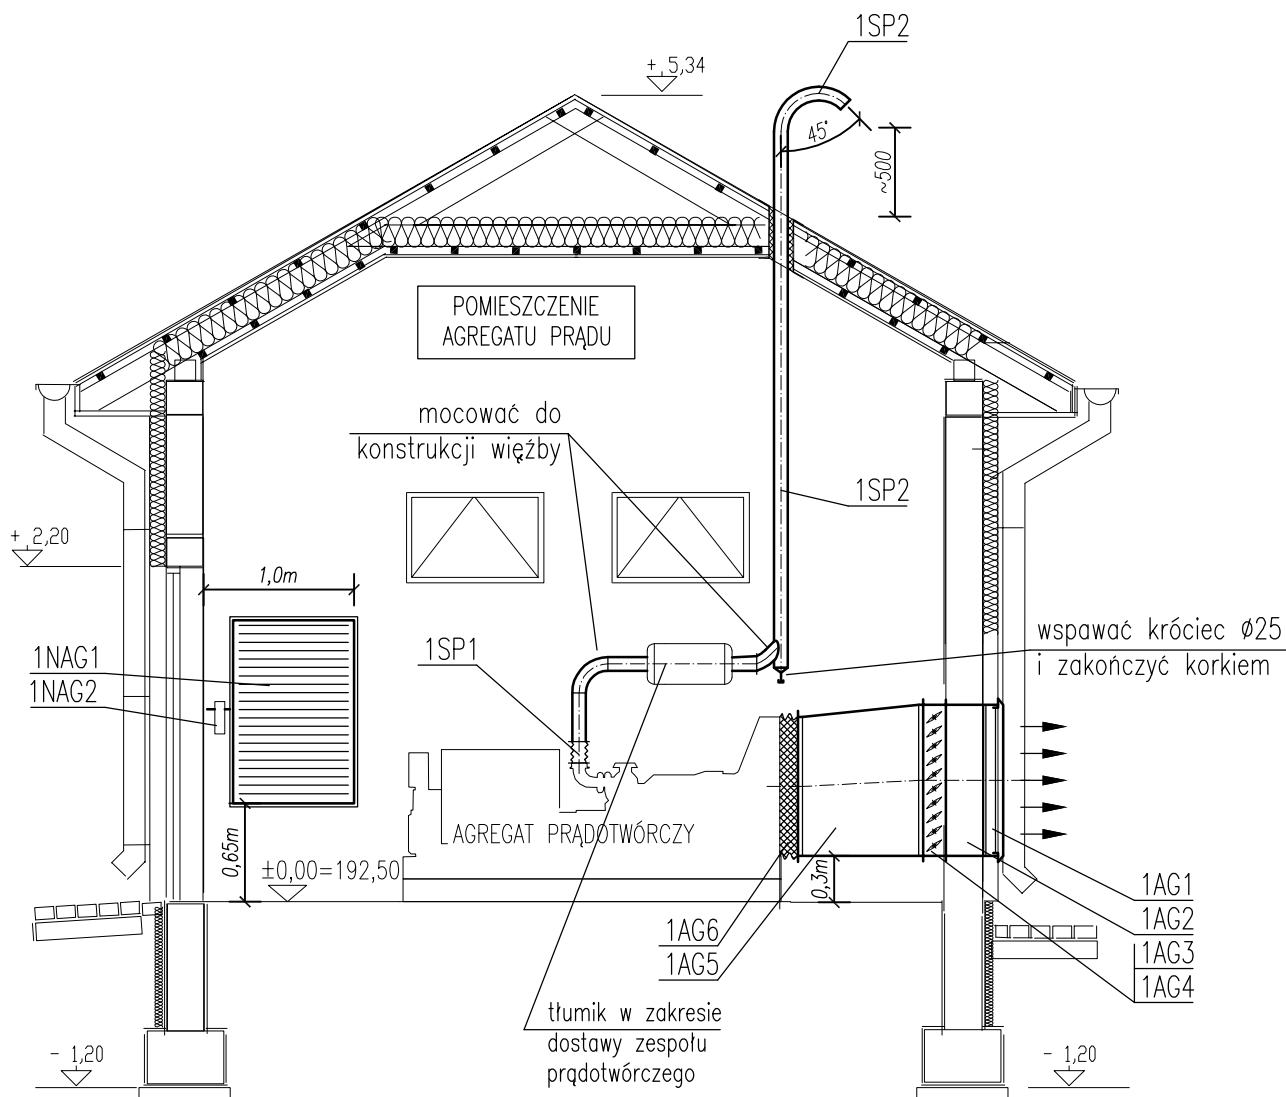 1SP2
+ 5,34
45°
~500
POMIESZCZENIE
AGREGATU PRĄDU
mocować do
konstrukcji więźby
1SP2
+ 2,20
1,0m
wspawać króciec Ø25
i zakończyć korkiem
1SP1
1NAG1
1NAG2
AGREGAT PRĄDOTWÓRCZY
0,65m
±0,00=192,50
0,3m
1AG1
1AG2
1AG3
1AG4
1AG6
1AG5
tłumik w zakresie
dostawy zespołu
prądotwórczego
- 1,20
- 1,20